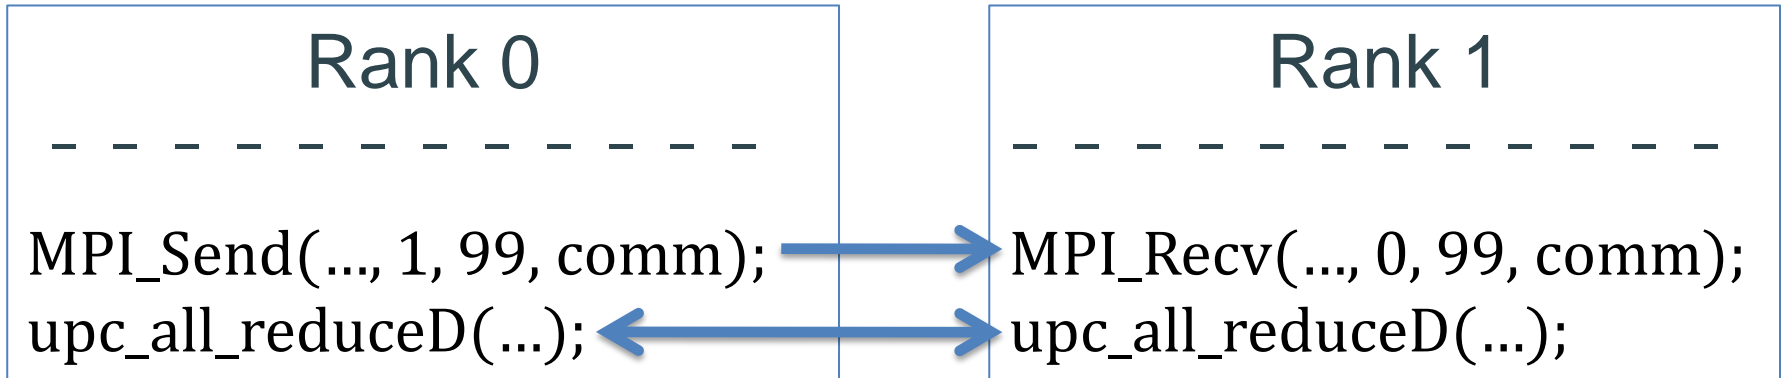 Rank 0
MPI_Send(…, 1, 99, comm);
upc_all_reduceD(…);
Rank 1
MPI_Recv(…, 0, 99, comm);
upc_all_reduceD(…);